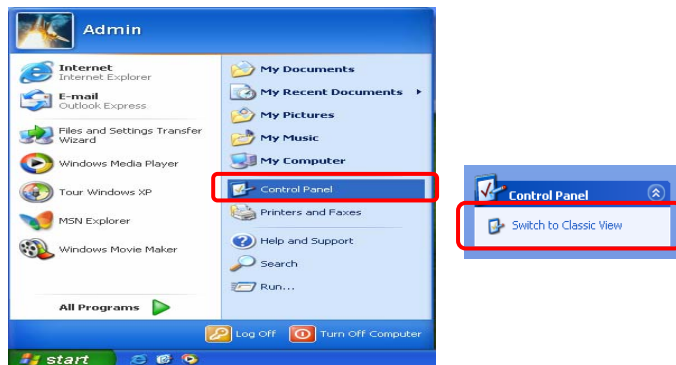 Admin
Internet
Internet Explorer
E-mail
Outlook Express
Files and Settings Transfer
Wizard
Windows Media Player
Tour Windows XP
MSN Explorer
Windows Movie Maker
All Programs
My Documents
My Recent Documents
My Pictures
My Music
My Computer
Control Panel
Printers and Faxes
Help and Support
Search
Run...
Log Off
Turn Off Computer
start
Control Panel
Switch to Classic View